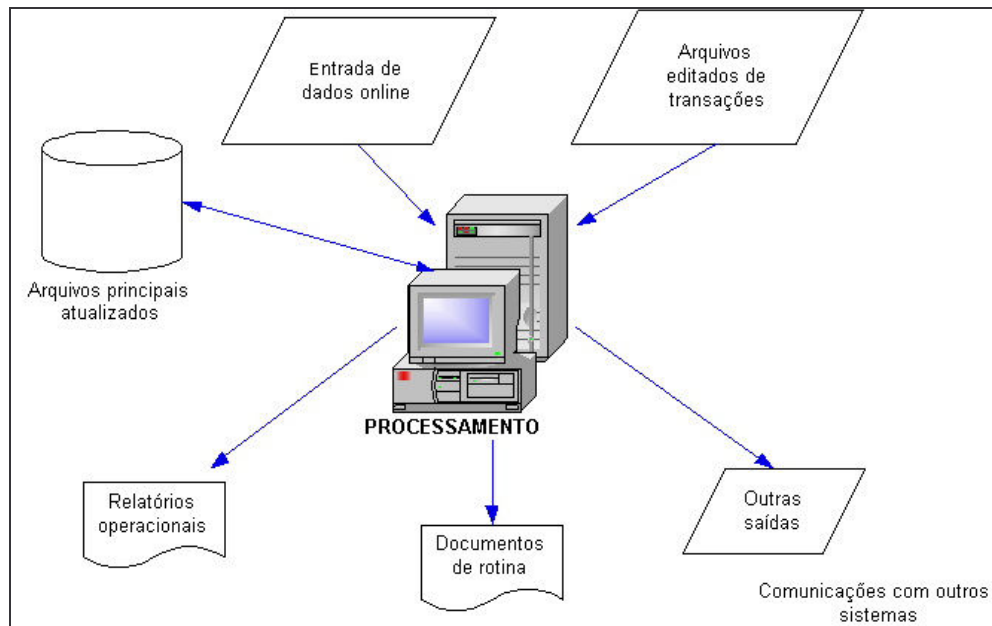 Entrada de
dados online
Arquivos
editados de
transações
Arquivos principais
atualizados
PROCESSAMENTO
Relatórios
operacionais
Documentos
de rotina
Outras
saídas
Comunicações com outros
sistemas